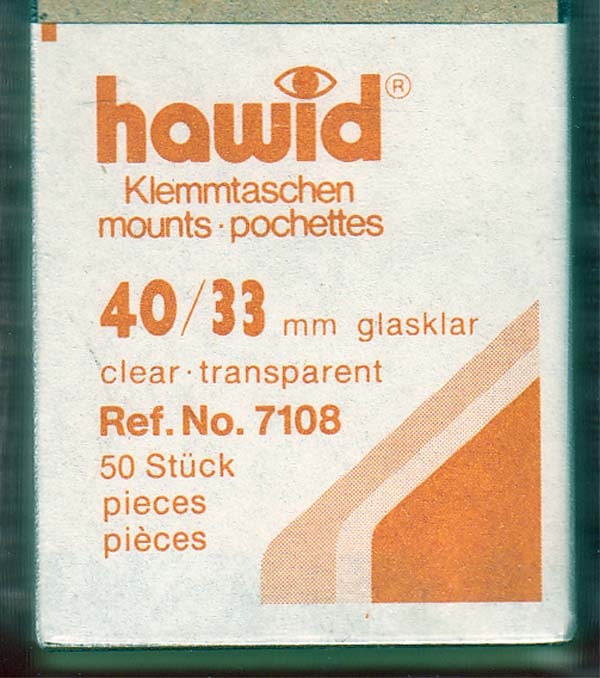 hawid®
Klemmtaschen
mounts · pochettes
40/33 mm glasklar
clear · transparent
Ref. No. 7108
50 Stück
pieces
pièces